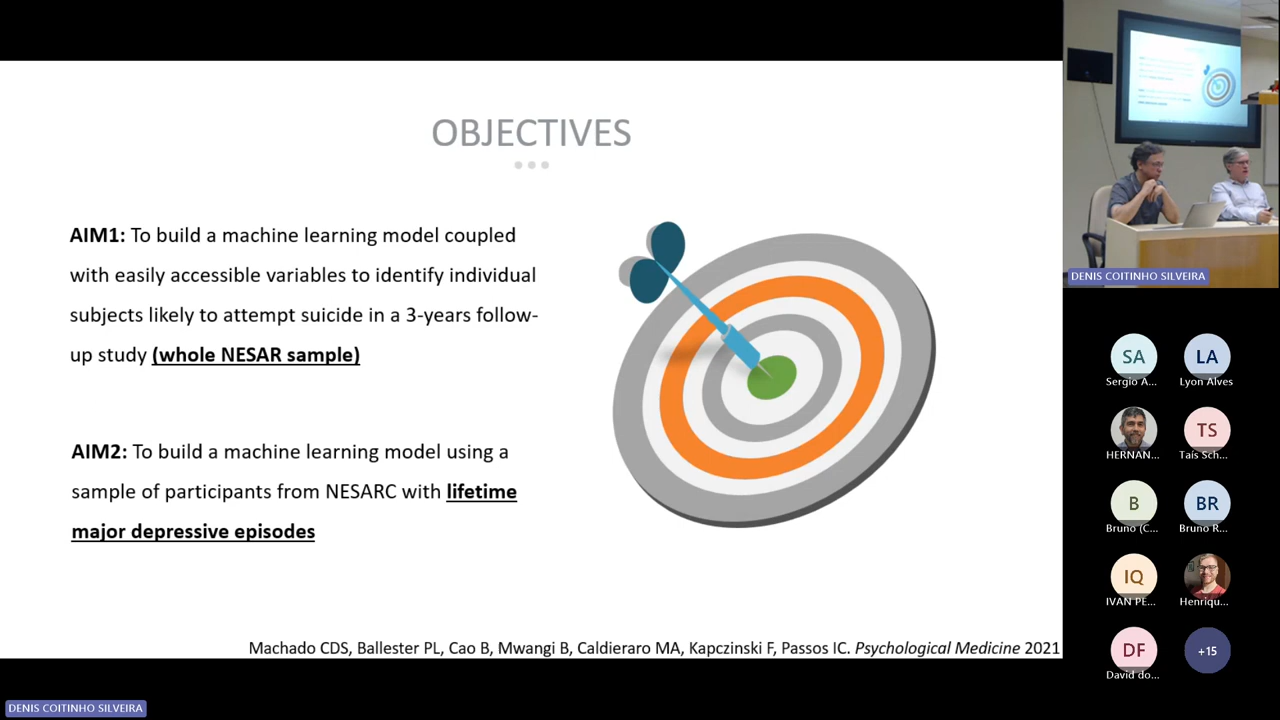 OBJECTIVES
AIM1: To build a machine learning model coupled
with easily accessible variables to identify individual
subjects likely to attempt suicide in a 3-years follow-
up study (whole NESAR sample)
AIM2: To build a machine learning model using a
sample of participants from NESARC with lifetime
major depressive episodes
Machado CDS, Ballester PL, Cao B, Mwangi B, Caldieraro MA, Kapczinski F, Passos IC. Psychological Medicine 2021
DENIS COITINHO SILVEIRA
SA
LA
Sergio A...
Lyon Alves
TS
HERNAN...
Taís Sch...
B
BR
Bruno (C...
Bruno R...
IQ
IVAN PE...
Henriqu...
DF
+15
David do...
DENIS COITINHO SILVEIRA